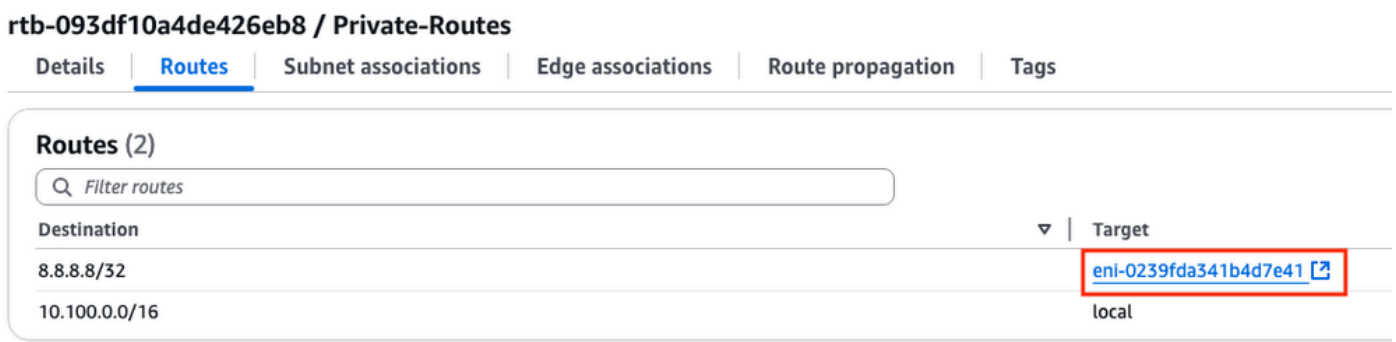 rtb-093df10a4de426eb8 / Private-Routes
Details Routes Subnet associations Edge associations Route propagation Tags
Routes (2)
Filter routes
Destination Target
8.8.8.8/32 eni-0239fda341b4d7e41
10.100.0.0/16 local